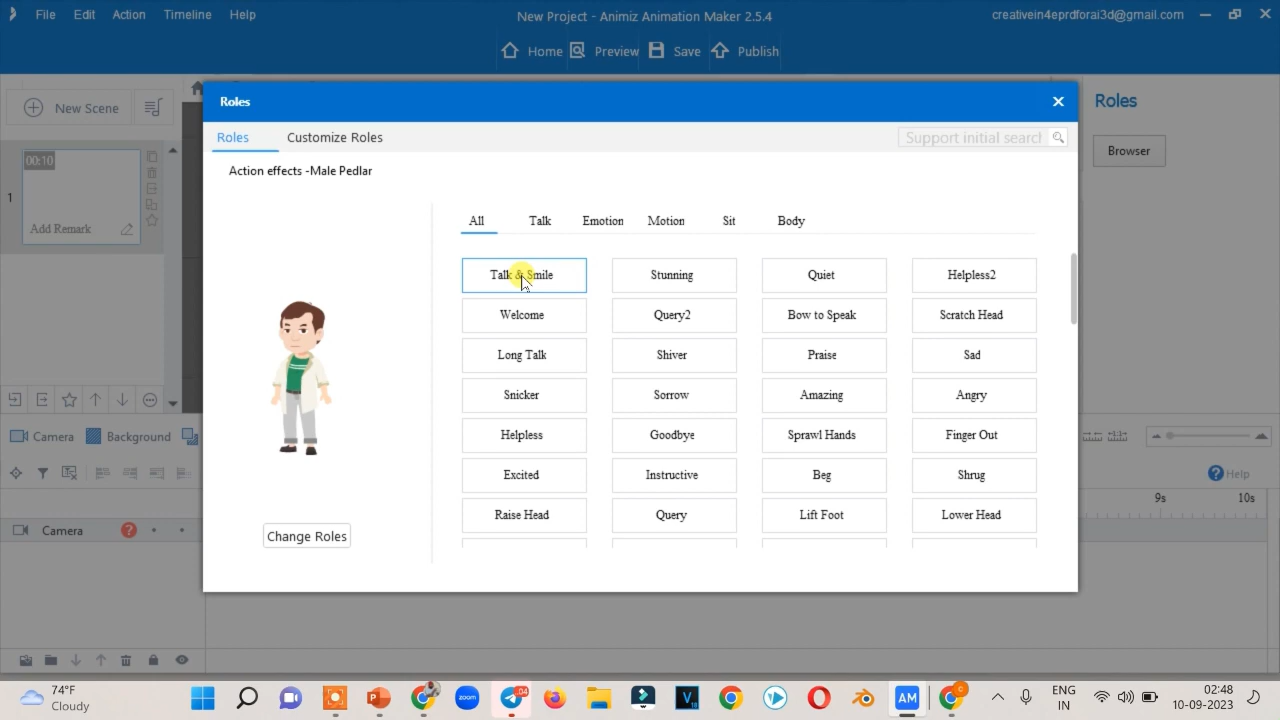 File Edit Action Timeline Help
New Project - Animiz Animation Maker 2.5.4
creativein4eprdforai3d@gmail.com
Home Preview Save Publish
New Scene
Roles
Roles
Browser
Roles Customize Roles
Support initial search
Action effects -Male Pedlar
00:10
1
Add Remark
All Talk Emotion Motion Sit Body
Talk & Smile Stunning Quiet Helpless2
Welcome Query2 Bow to Speak Scratch Head
Long Talk Shiver Praise Sad
Snicker Sorrow Amazing Angry
Helpless Goodbye Sprawl Hands Finger Out
Excited Instructive Beg Shrug
Raise Head Query Lift Foot Lower Head
Change Roles
Camera Background
Help
9s 10s
Camera ?
74°F
Cloudy
zoom
04
V
AM
ENG
IN
02:48
10-09-2023